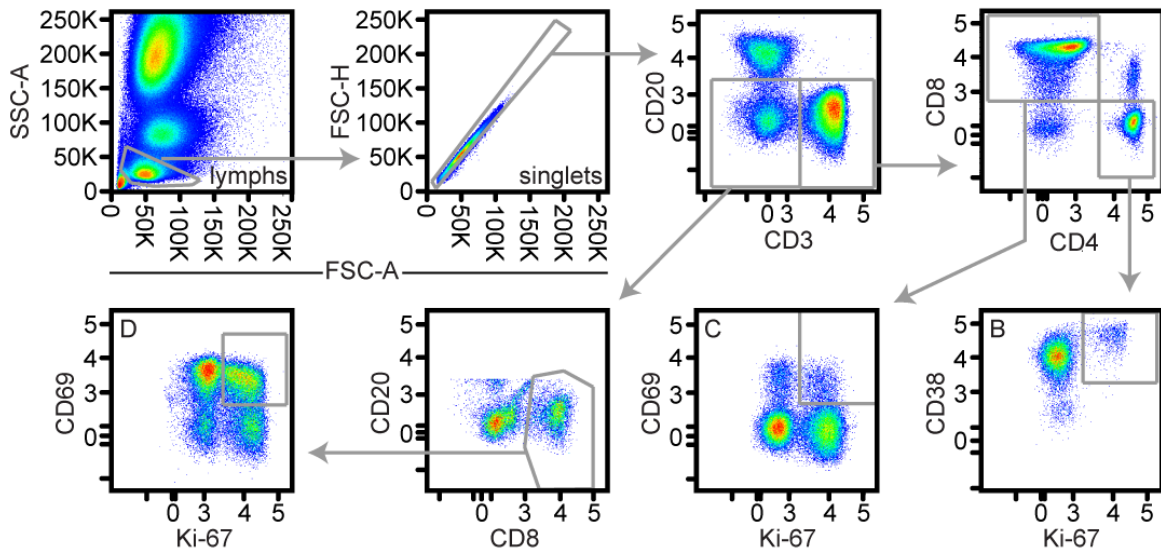 SSC-A
250K
200K
150K
100K
50K
0
lymphs
0
50K
100K
150K
200K
250K
FSC-H
250K
200K
150K
100K
50K
0
singlets
0
50K
100K
150K
200K
250K
FSC-A
CD20
5
4
3
0
0 3 4 5
CD3
CD8
5
4
3
0
0 3 4 5
CD4
D
CD69
5
4
3
0
0 3 4 5
Ki-67
CD20
5
4
3
0
0 3 4 5
CD8
C
CD69
5
4
3
0
0 3 4 5
Ki-67
B
CD38
5
4
3
0
0 3 4 5
Ki-67